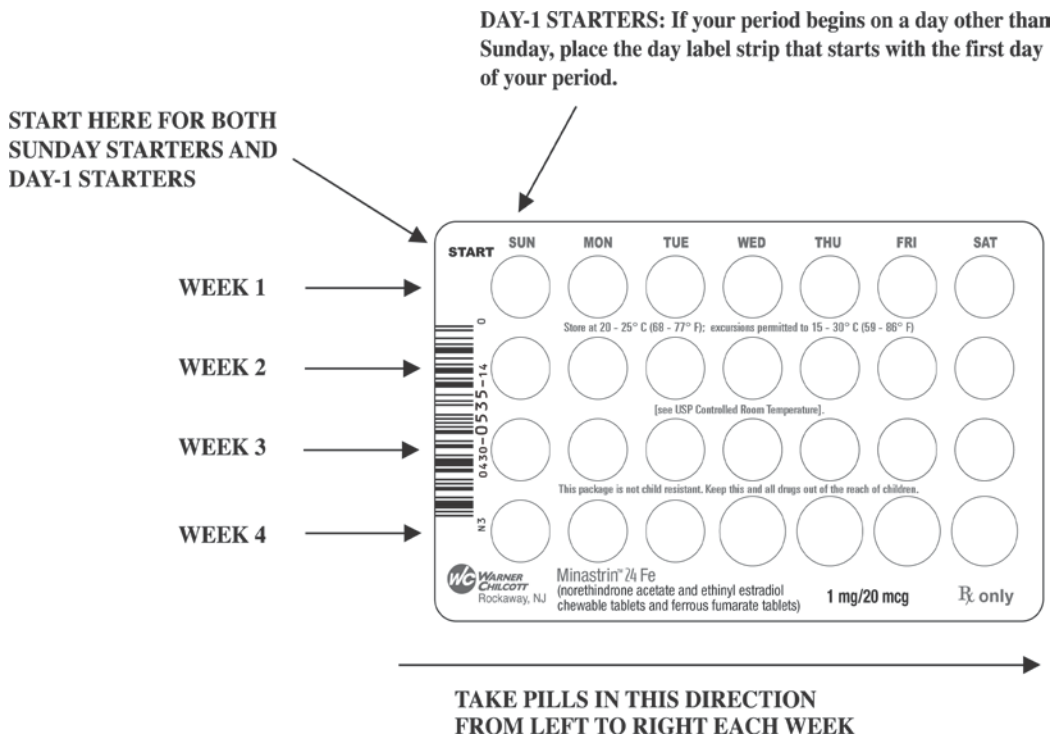 DAY-1 STARTERS: If your period begins on a day other than
Sunday, place the day label strip that starts with the first day
of your period.
START HERE FOR BOTH
SUNDAY STARTERS AND
DAY-1 STARTERS
START SUN MON TUE WED THU FRI SAT
WEEK 1
Store at 20 - 25° C (68 - 77° F); excursions permitted to 15 - 30° C (59 - 86° F)
WEEK 2
[see USP Controlled Room Temperature].
WEEK 3
This package is not child resistant. Keep this and all drugs out of the reach of children.
WEEK 4
0
0430-0535-14
N3
WC WARNER
CHILCOTT
Rockaway, NJ
Minastrin™ 24 Fe
(norethindrone acetate and ethinyl estradiol
chewable tablets and ferrous fumarate tablets)
1 mg/20 mcg
Rx only
TAKE PILLS IN THIS DIRECTION
FROM LEFT TO RIGHT EACH WEEK